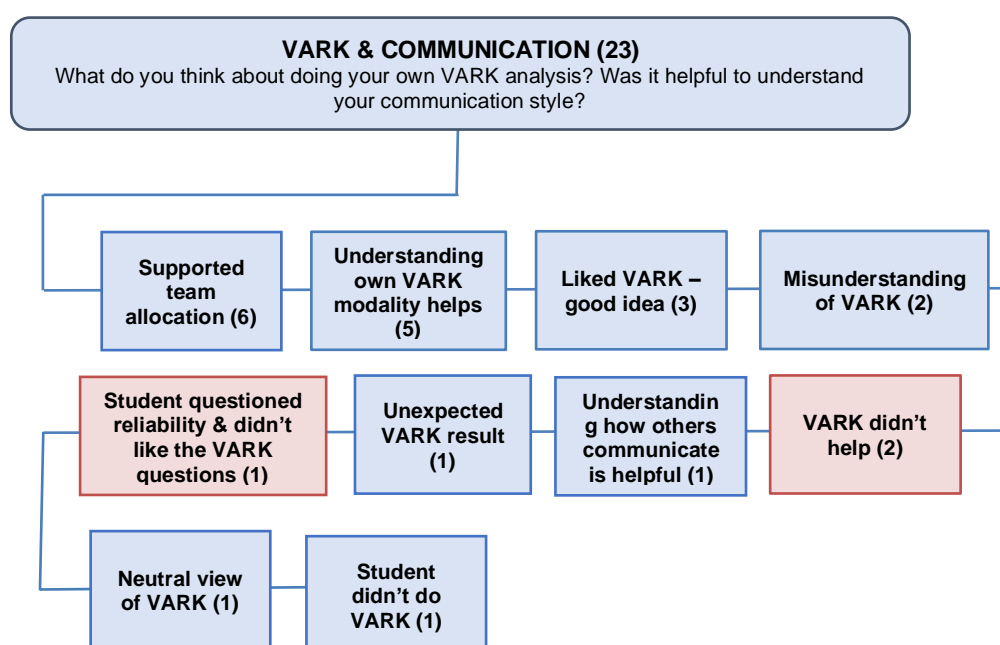 VARK & COMMUNICATION (23)
What do you think about doing your own VARK analysis? Was it helpful to understand
your communication style?
Supported
team
allocation (6)
Understanding
own VARK
modality helps
(5)
Liked VARK –
good idea (3)
Misunderstanding
of VARK (2)
Student questioned
reliability & didn't
like the VARK
questions (1)
Unexpected
VARK result
(1)
Understandin
g how others
communicate
is helpful (1)
VARK didn't
help (2)
Neutral view
of VARK (1)
Student
didn't do
VARK (1)